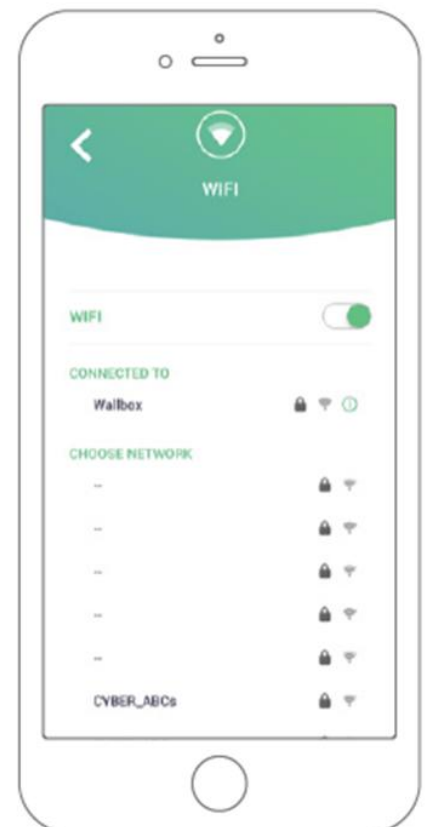 WIFI
WIFI
CONNECTED TO
Wallbox
CHOOSE NETWORK
--
--
--
--
--
CYBER_ABCs